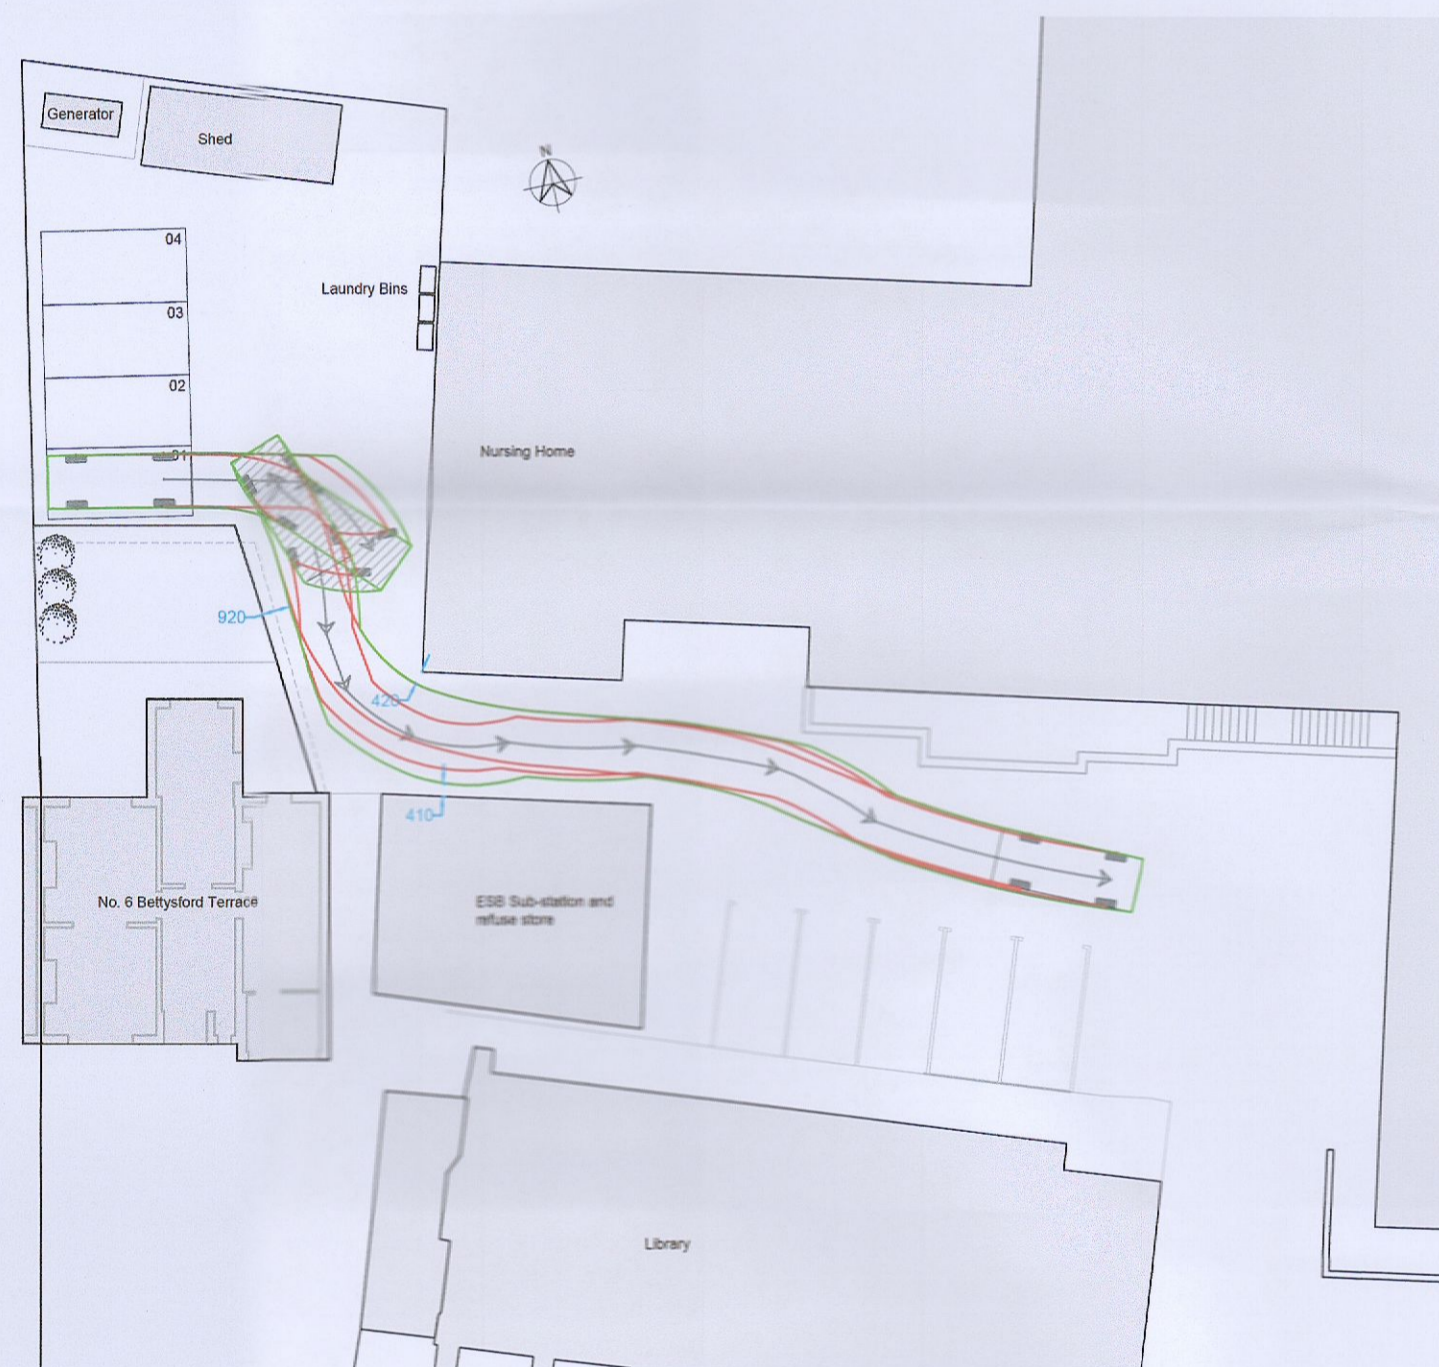 Generator
Shed
N
04
Laundry Bins
03
02
Nursing Home
01
920
420
410
No. 6 Bettysford Terrace
ESB Sub-station and
refuse store
Library